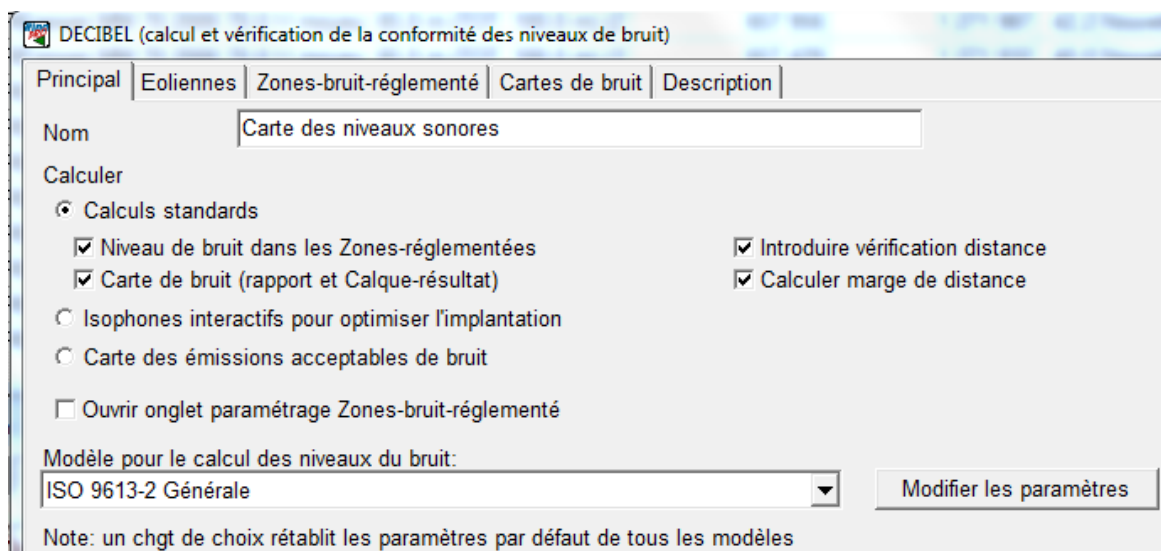 DECIBEL (calcul et vérification de la conformité des niveaux de bruit)
Principal Eoliennes Zones-bruit-réglementé Cartes de bruit Description
Nom Carte des niveaux sonores
Calculer
Calculs standards
Niveau de bruit dans les Zones-réglementées Introduire vérification distance
Carte de bruit (rapport et Calque-résultat) Calculer marge de distance
Isophones interactifs pour optimiser l'implantation
Carte des émissions acceptables de bruit
Ouvrir onglet paramétrage Zones-bruit-réglementé
Modèle pour le calcul des niveaux du bruit:
ISO 9613-2 Générale Modifier les paramètres
Note: un chgt de choix rétablit les paramètres par défaut de tous les modèles